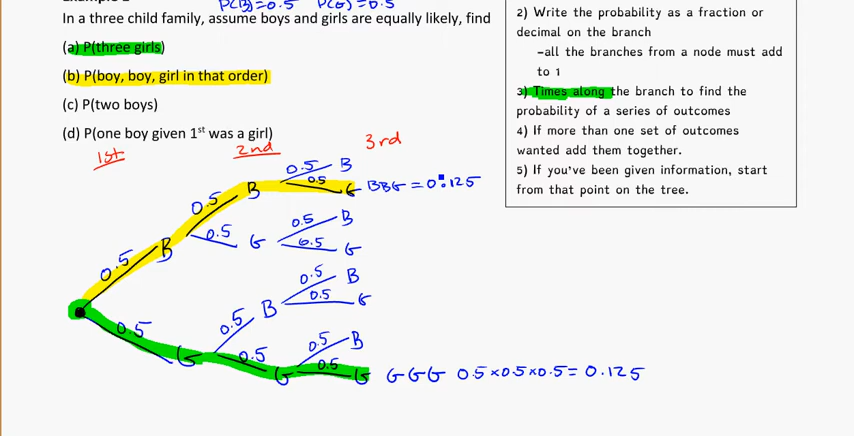 P(B)=0.5 P(G)=0.5
In a three child family, assume boys and girls are equally likely, find
(a) P(three girls)
(b) P(boy, boy, girl in that order)
(c) P(two boys)
(d) P(one boy given 1st was a girl)
2) Write the probability as a fraction or
decimal on the branch
-all the branches from a node must add
to 1
3) Times along the branch to find the
probability of a series of outcomes
4) If more than one set of outcomes
wanted add them together.
5) If you've been given information, start
from that point on the tree.
1st 2nd 3rd
0.5 B
0.5 B 0.5 G BBG = 0.125
0.5 B 0.5 G 0.5 B
0.5 G
0.5 B
0.5 B 0.5 G
0.5 G 0.5 G 0.5 B
0.5 G GGG 0.5×0.5×0.5= 0.125